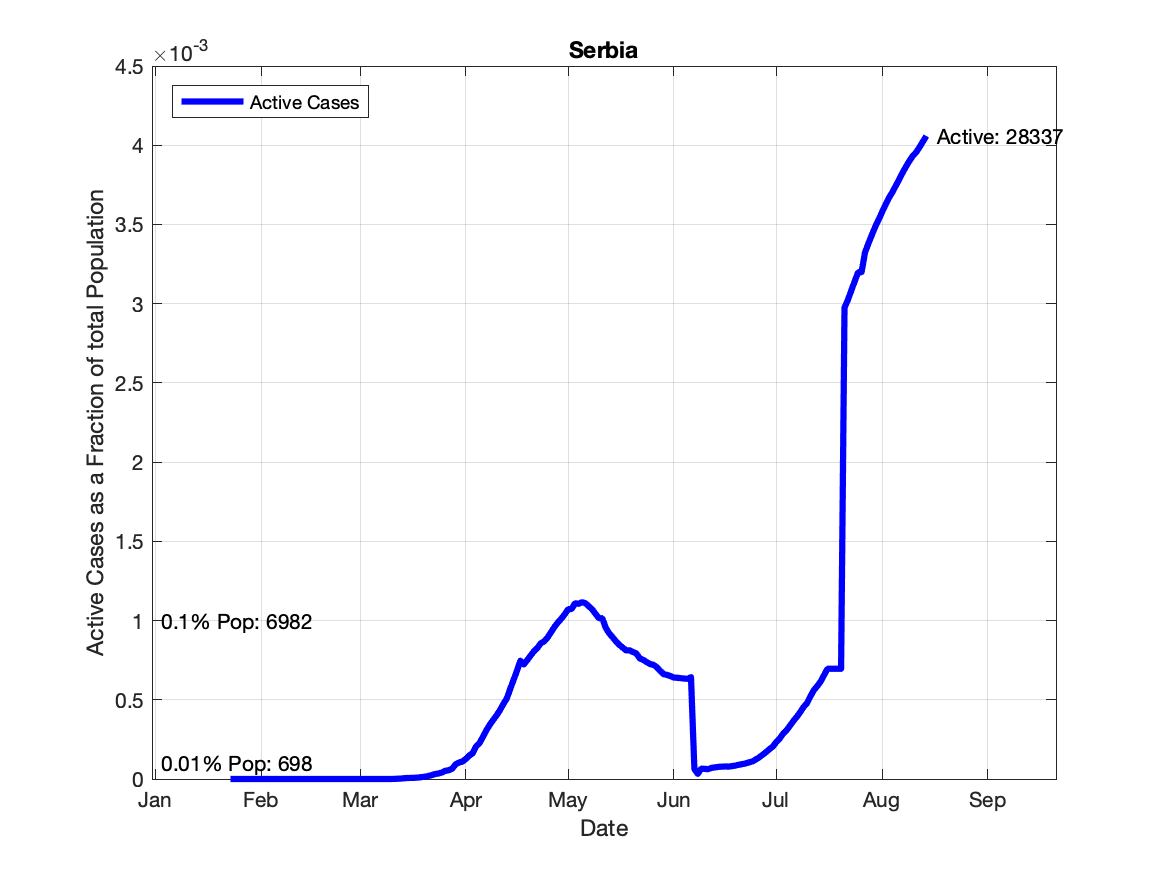 Serbia
×10-3
Active Cases
Active Cases as a Fraction of total Population
4.5
4
3.5
3
2.5
2
1.5
1
0.5
0
Active: 28337
0.1% Pop: 6982
0.01% Pop: 698
Jan Feb Mar Apr May Jun Jul Aug Sep
Date